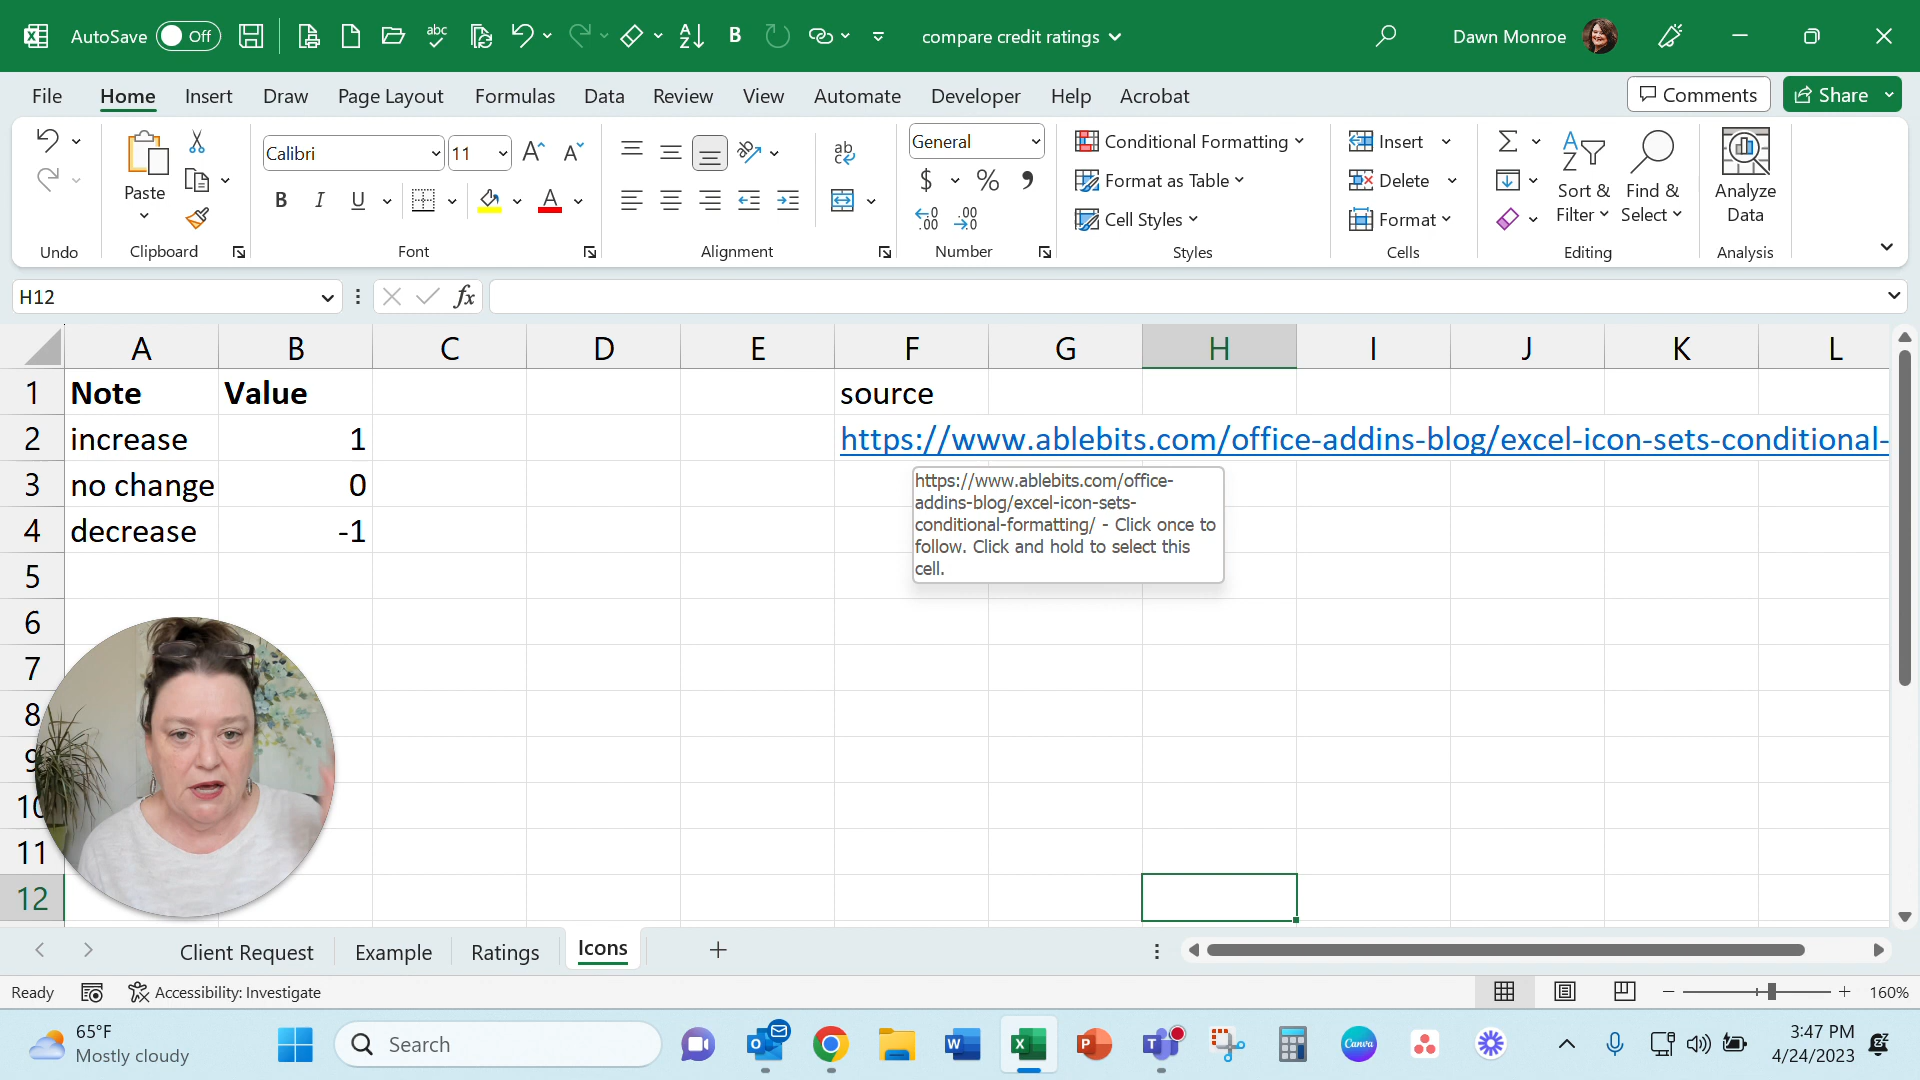 AutoSave Off compare credit ratings Dawn Monroe
File Home Insert Draw Page Layout Formulas Data Review View Automate Developer Help Acrobat Comments Share
Paste
Calibri 11
B I U
General
$ % ,
Conditional Formatting
Format as Table
Cell Styles
Insert
Delete
Format
Sort & Filter
Find & Select
Analyze Data
Undo Clipboard Font Alignment Number Styles Cells Editing Analysis
H12 fx
A B C D E F G H I J K L
1 Note Value source
2 increase 1 https://www.ablebits.com/office-addins-blog/excel-icon-sets-conditional-
3 no change 0
4 decrease -1
https://www.ablebits.com/office-
addins-blog/excel-icon-sets-
conditional-formatting/ - Click once to
follow. Click and hold to select this
cell.
5
6
7
8
9
10
11
12
Client Request Example Ratings Icons
Ready Accessibility: Investigate 160%
65°F
Mostly cloudy
Search
Canva
3:47 PM
4/24/2023